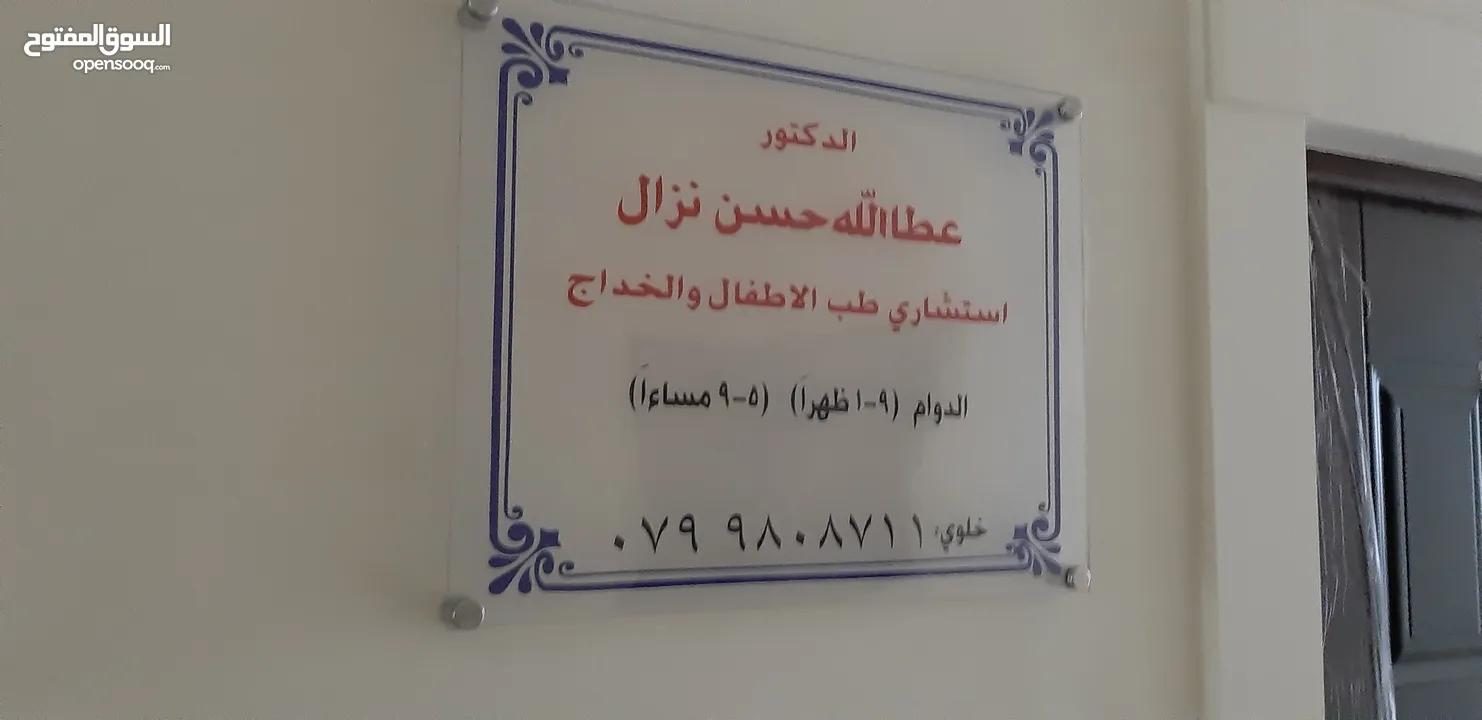 السوق المفتوح
opensooq.com
الدكتور
عطاالله حسن نزال
استشاري طب الاطفال والخداج
الدوام (٩-١ ظهراً) (٥-٩ مساءاً)
خلوي: ٠٧٩ ٩٨٠٨٧١١